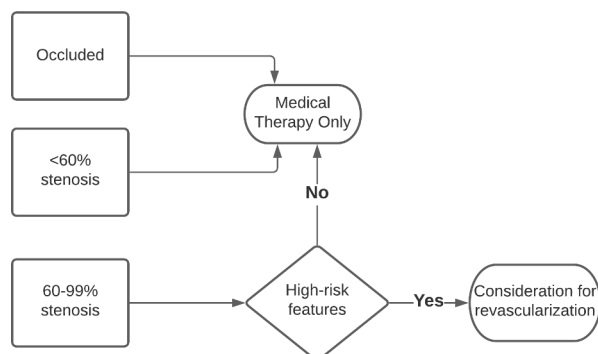 Occluded
Medical
Therapy Only
<60%
stenosis
No
60-99%
stenosis
High-risk
features
Yes
Consideration for
revascularization